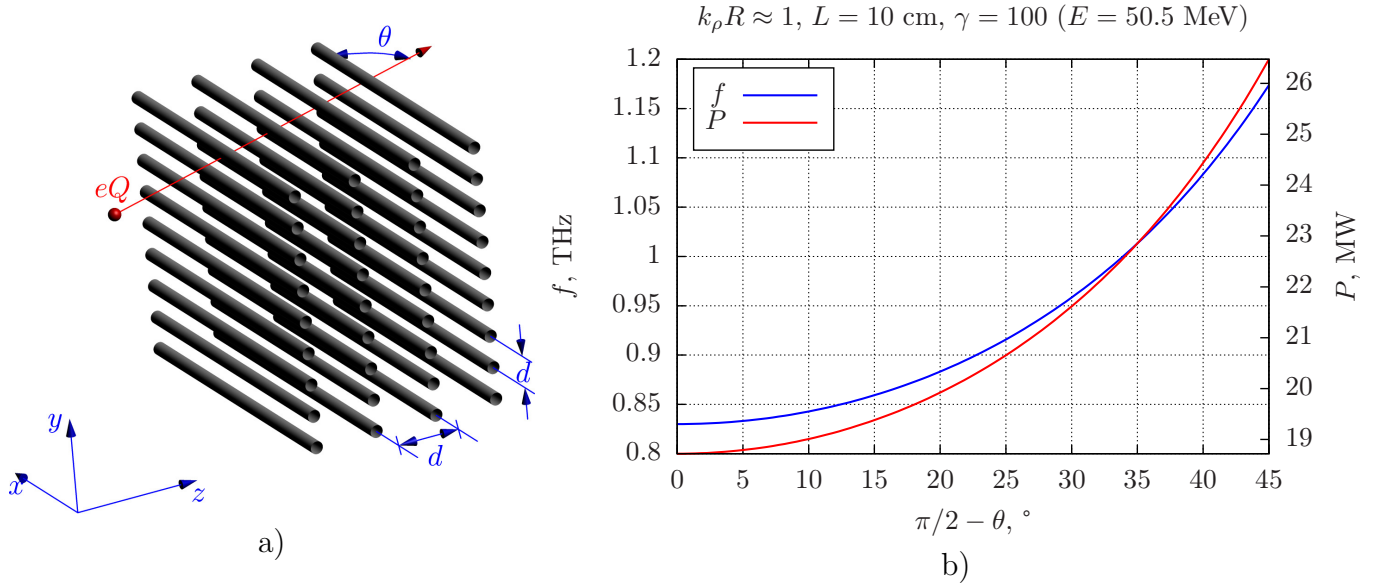 θ
eQ
d
d
y
x
z
a)
k_ρR ≈ 1, L = 10 cm, γ = 100 (E = 50.5 MeV)
f
P
1.2
1.15
1.1
1.05
1
0.95
0.9
0.85
0.8
f, THz
26
25
24
23
22
21
20
19
P, MW
0 5 10 15 20 25 30 35 40 45
π/2 − θ, °
b)